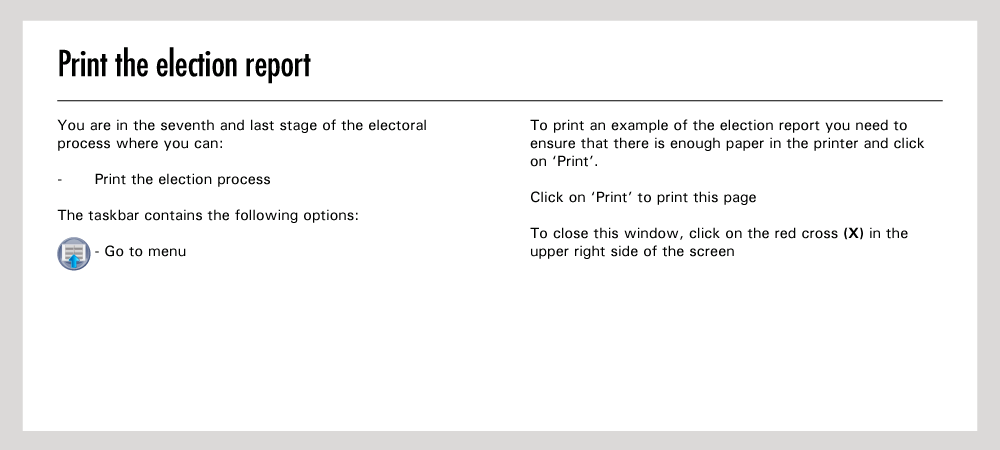 Print the election report
You are in the seventh and last stage of the electoral
process where you can:
- Print the election process
The taskbar contains the following options:
- Go to menu
To print an example of the election report you need to
ensure that there is enough paper in the printer and click
on ‘Print’.
Click on ‘Print’ to print this page
To close this window, click on the red cross (X) in the
upper right side of the screen